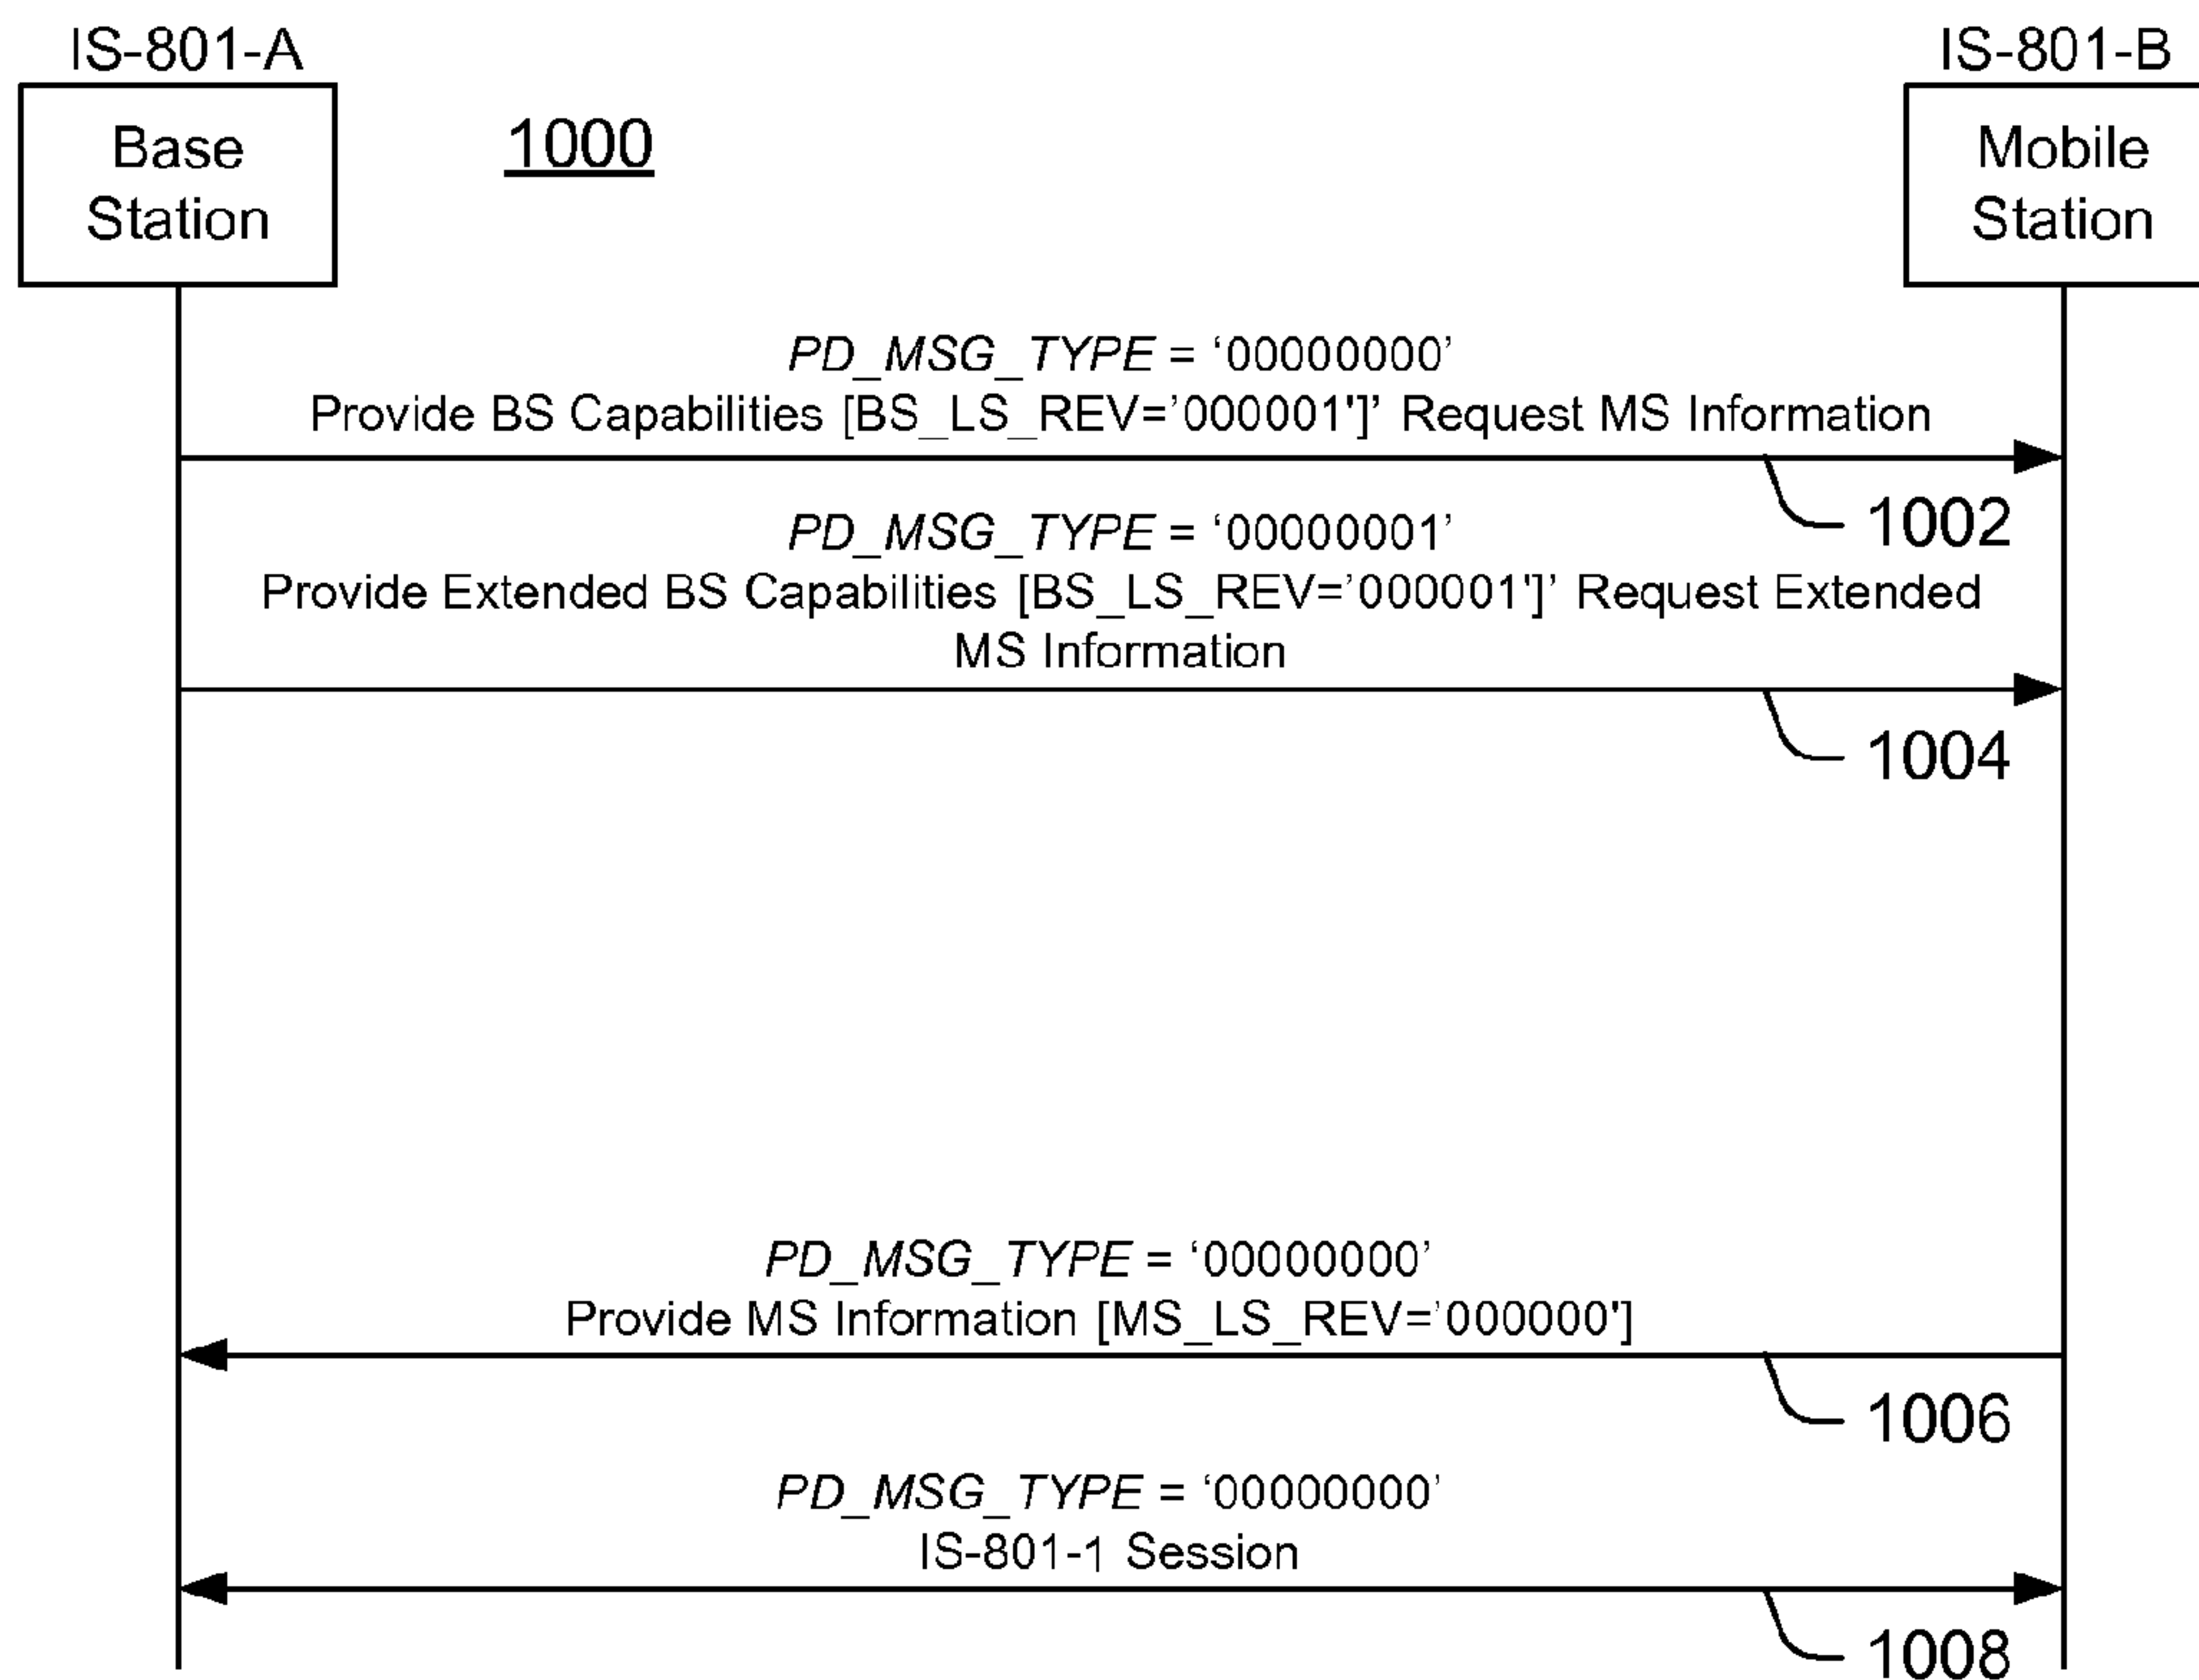 IS-801-A
IS-801-B
Base
Station
1000
Mobile
Station
PD_MSG_TYPE = ‘00000000’
Provide BS Capabilities [BS_LS_REV=’000001']’ Request MS Information
1002
PD_MSG_TYPE = ‘00000001’
Provide Extended BS Capabilities [BS_LS_REV=’000001']’ Request Extended
MS Information
1004
PD_MSG_TYPE = ‘00000000’
Provide MS Information [MS_LS_REV=’000000']
1006
PD_MSG_TYPE = ‘00000000’
IS-801-1 Session
1008